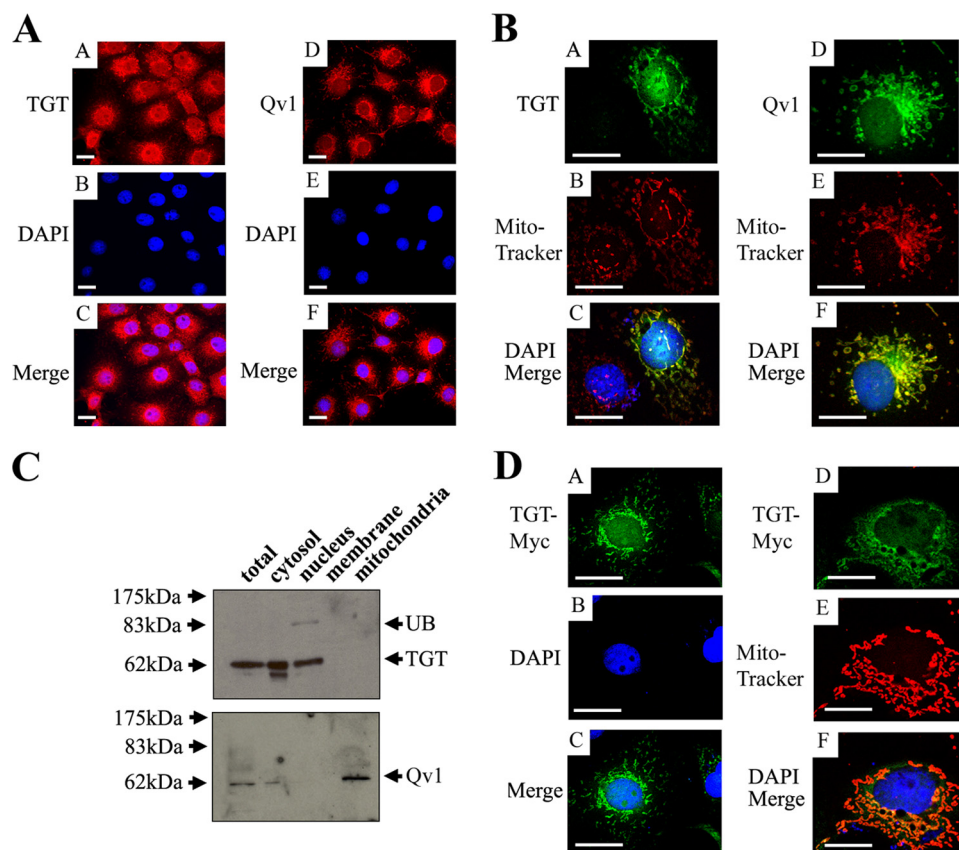 A
A
TGT
B
DAPI
C
Merge
D
Qv1
E
DAPI
F
Merge
B
A
TGT
B
Mito-
Tracker
C
DAPI
Merge
D
Qv1
E
Mito-
Tracker
F
DAPI
Merge
C
total
cytosol
nucleus
membrane
mitochondria
175kDa
83kDa
UB
62kDa
TGT
175kDa
83kDa
62kDa
Qv1
D
A
TGT-
Myc
B
DAPI
C
Merge
D
TGT-
Myc
E
Mito-
Tracker
F
DAPI
Merge